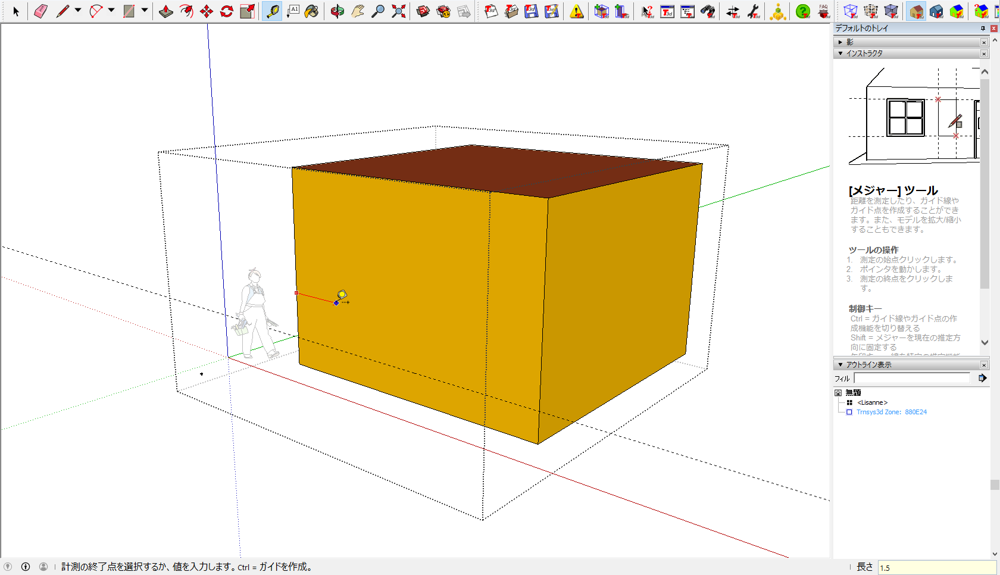 A1
T3d
FAQ
デフォルトのトレイ
影
インストラクタ
[メジャー] ツール
距離を測定したり、ガイド線や
ガイド点を作成することができ
ます。また、モデルを拡大/縮小
することもできます。
ツールの操作
1. 測定の始点クリックします。
2. ポインタを動かします。
3. 測定の終点をクリックしま
す。
制御キー
Ctrl = ガイド線やガイド点の作
成機能を切り替える
Shift = メジャーを現在の推定方
向に固定する
アウトライン表示
フィル
無題
<Lisanne>
Trnsys3d Zone: 880E24
計測の終了点を選択するか、値を入力します。Ctrl = ガイドを作成。
長さ 1.5